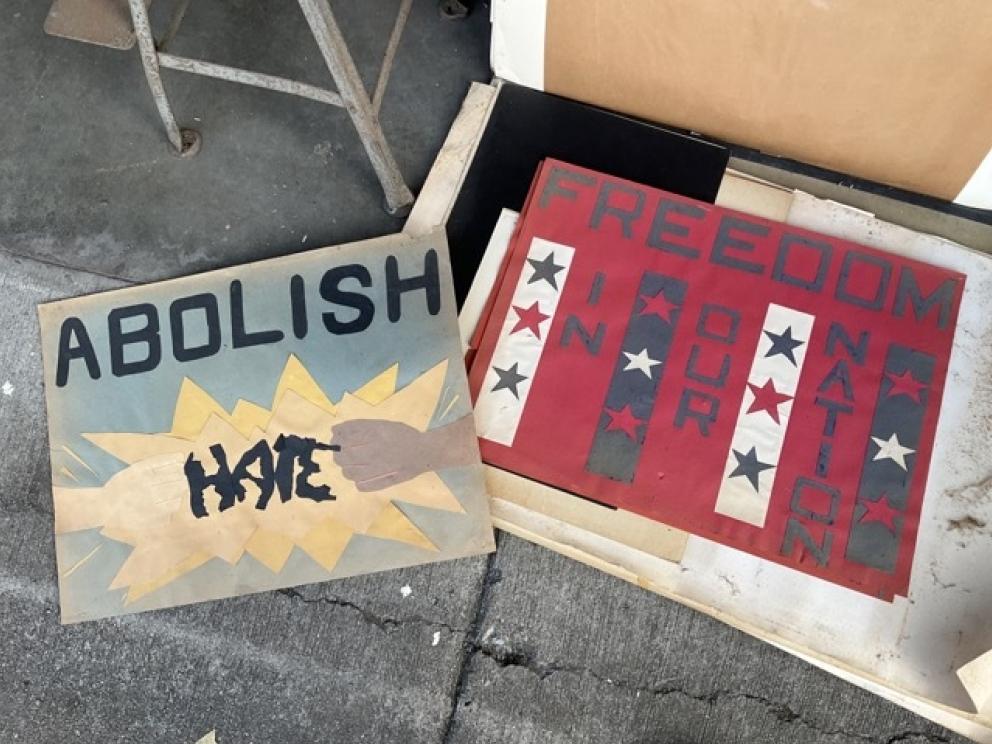 ABOLISH
HATE
FREEDOM
IN
OUR
NATION